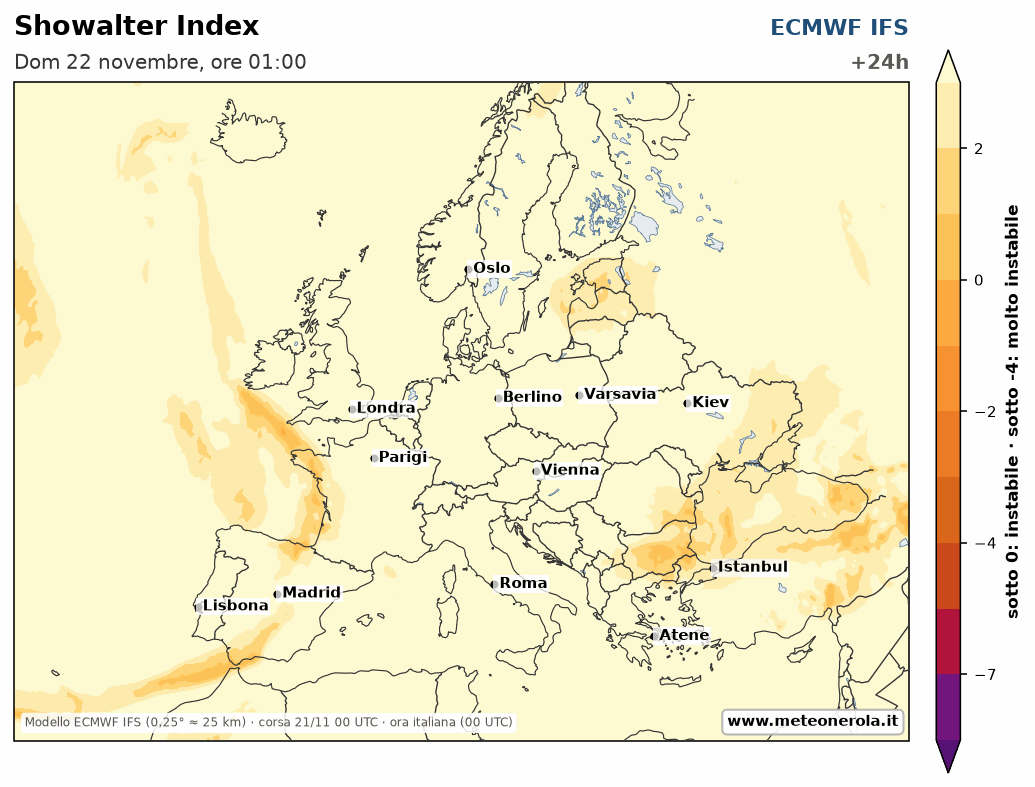 Showalter Index
ECMWF IFS
Dom 22 novembre, ore 01:00
+24h
Oslo
Berlino
Varsavia
Londra
Kiev
Parigi
Vienna
Istanbul
Roma
Madrid
Lisbona
Atene
Modello ECMWF IFS (0,25° ≈ 25 km) · corsa 21/11 00 UTC · ora italiana (00 UTC)
www.meteonerola.it
2
0
−2
−4
−7
sotto 0: instabile · sotto -4: molto instabile